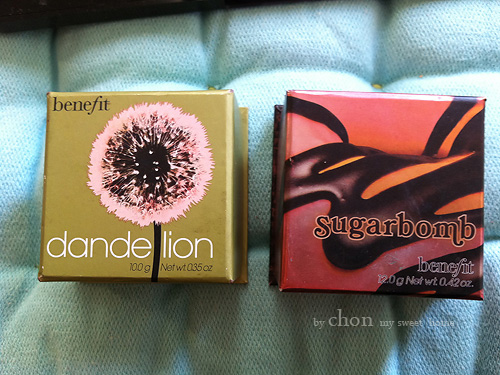 benefit
dandelion
10.0 g Net wt. 0.35 oz
sugarbomb
benefit
12.0 g Net wt. 0.42 oz.
by chon my sweet